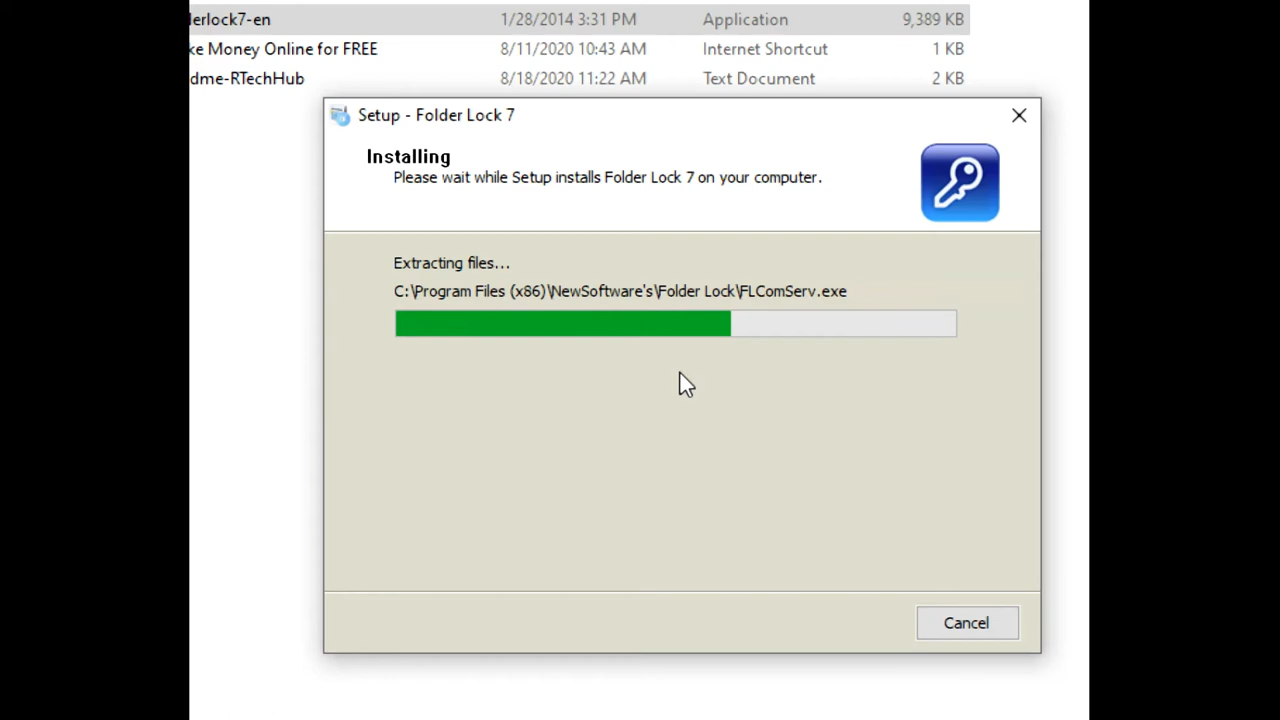 erlock7-en 1/28/2014 3:31 PM Application 9,389 KB
ke Money Online for FREE 8/11/2020 10:43 AM Internet Shortcut 1 KB
dme-RTechHub 8/18/2020 11:22 AM Text Document 2 KB
Setup - Folder Lock 7
Installing
Please wait while Setup installs Folder Lock 7 on your computer.
Extracting files...
C:\Program Files (x86)\NewSoftware's\Folder Lock\FLComServ.exe
Cancel